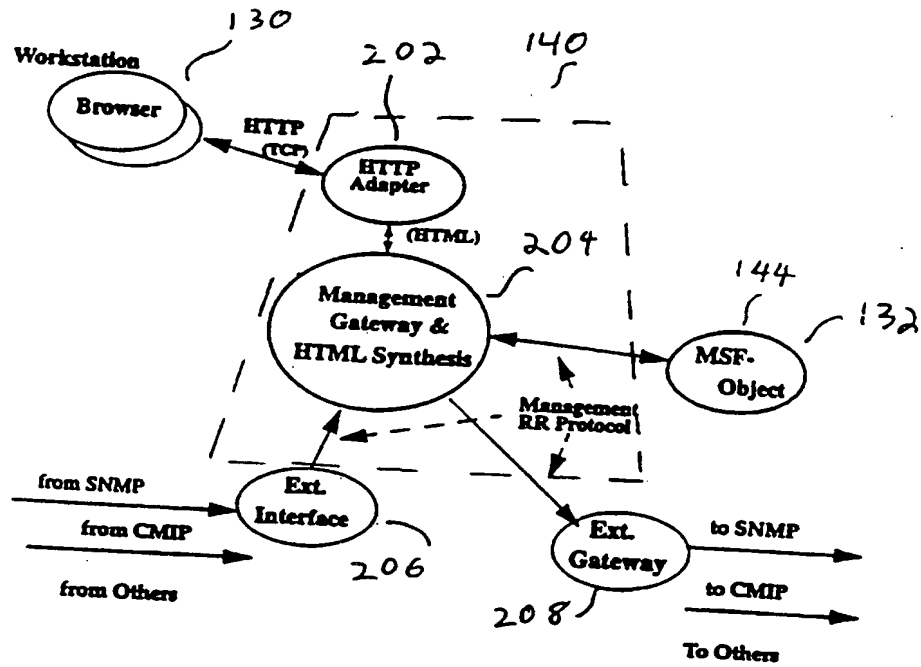 130
Workstation
Browser
202
140
HTTP
(TCP)
HTTP
Adapter
(HTML)
204
Management
Gateway &
HTML Synthesis
144
132
MSF-
Object
Management
RR Protocol
from SNMP
from CMIP
from Others
Ext.
Interface
206
Ext.
Gateway
208
to SNMP
to CMIP
To Others